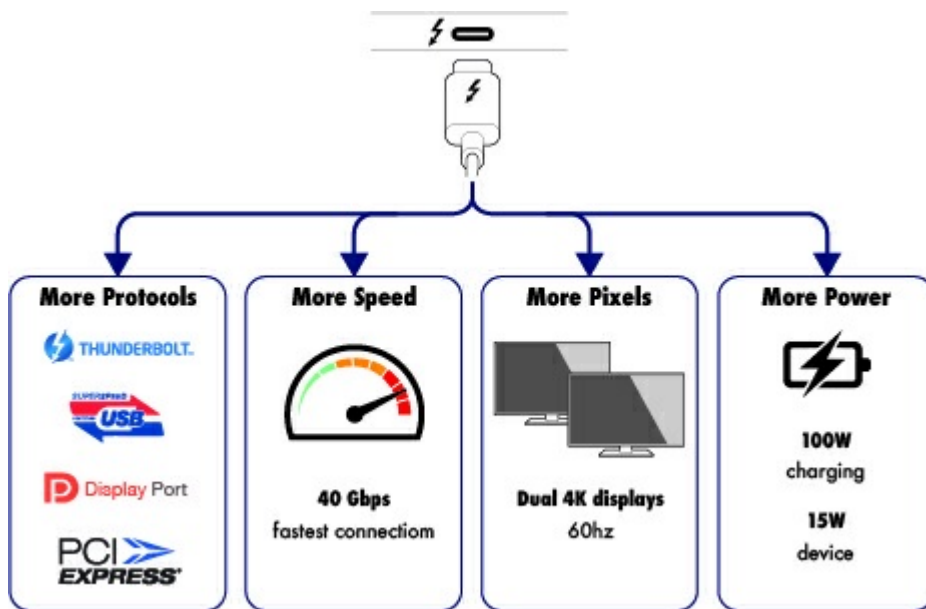 More Protocols
THUNDERBOLT™
SUPERSPEED
USB
Display Port
PCI
EXPRESS®
More Speed
40 Gbps
fastest connectiom
More Pixels
Dual 4K displays
60hz
More Power
100W
charging
15W
device